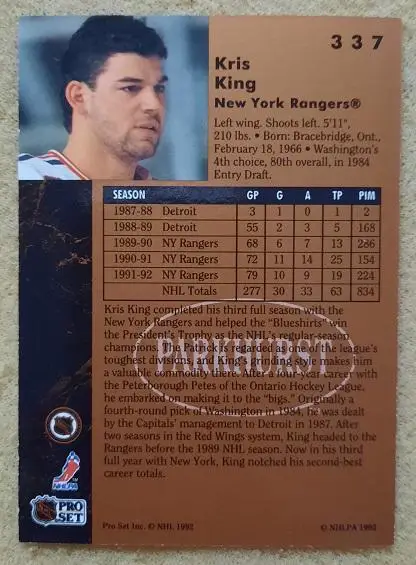 337
Kris
King
New York Rangers®
Left wing. Shoots left. 5'11",
210 lbs. • Born: Bracebridge, Ont.,
February 18, 1966 • Washington's
4th choice, 80th overall, in 1984
Entry Draft.
SEASON GP G A TP PIM
1987-88 Detroit 3 1 0 1 2
1988-89 Detroit 55 2 3 5 168
1989-90 NY Rangers 68 6 7 13 286
1990-91 NY Rangers 72 11 14 25 154
1991-92 NY Rangers 79 10 9 19 224
NHL Totals 277 30 33 63 834
Kris King completed his third full season with the
New York Rangers and helped the "Blueshirts" win
the President's Trophy as the NHL's regular-season
champions. The Patrick is regarded as one of the league's
toughest divisions, and King's grinding style makes him
a valuable commodity there. After a four-year career with
the Peterborough Petes of the Ontario Hockey League,
he embarked on making it to the "bigs." Originally a
fourth-round pick of Washington in 1984, he was dealt
by the Capitals' management to Detroit in 1987. After
two seasons in the Red Wings system, King headed to the
Rangers before the 1989 NHL season. Now in his third
full year with New York, King notched his second-best
career totals.
PARKHURST
NHL
NHLPA
NHL
PRO
SET
Pro Set Inc. © NHL 1992
© NHLPA 1992